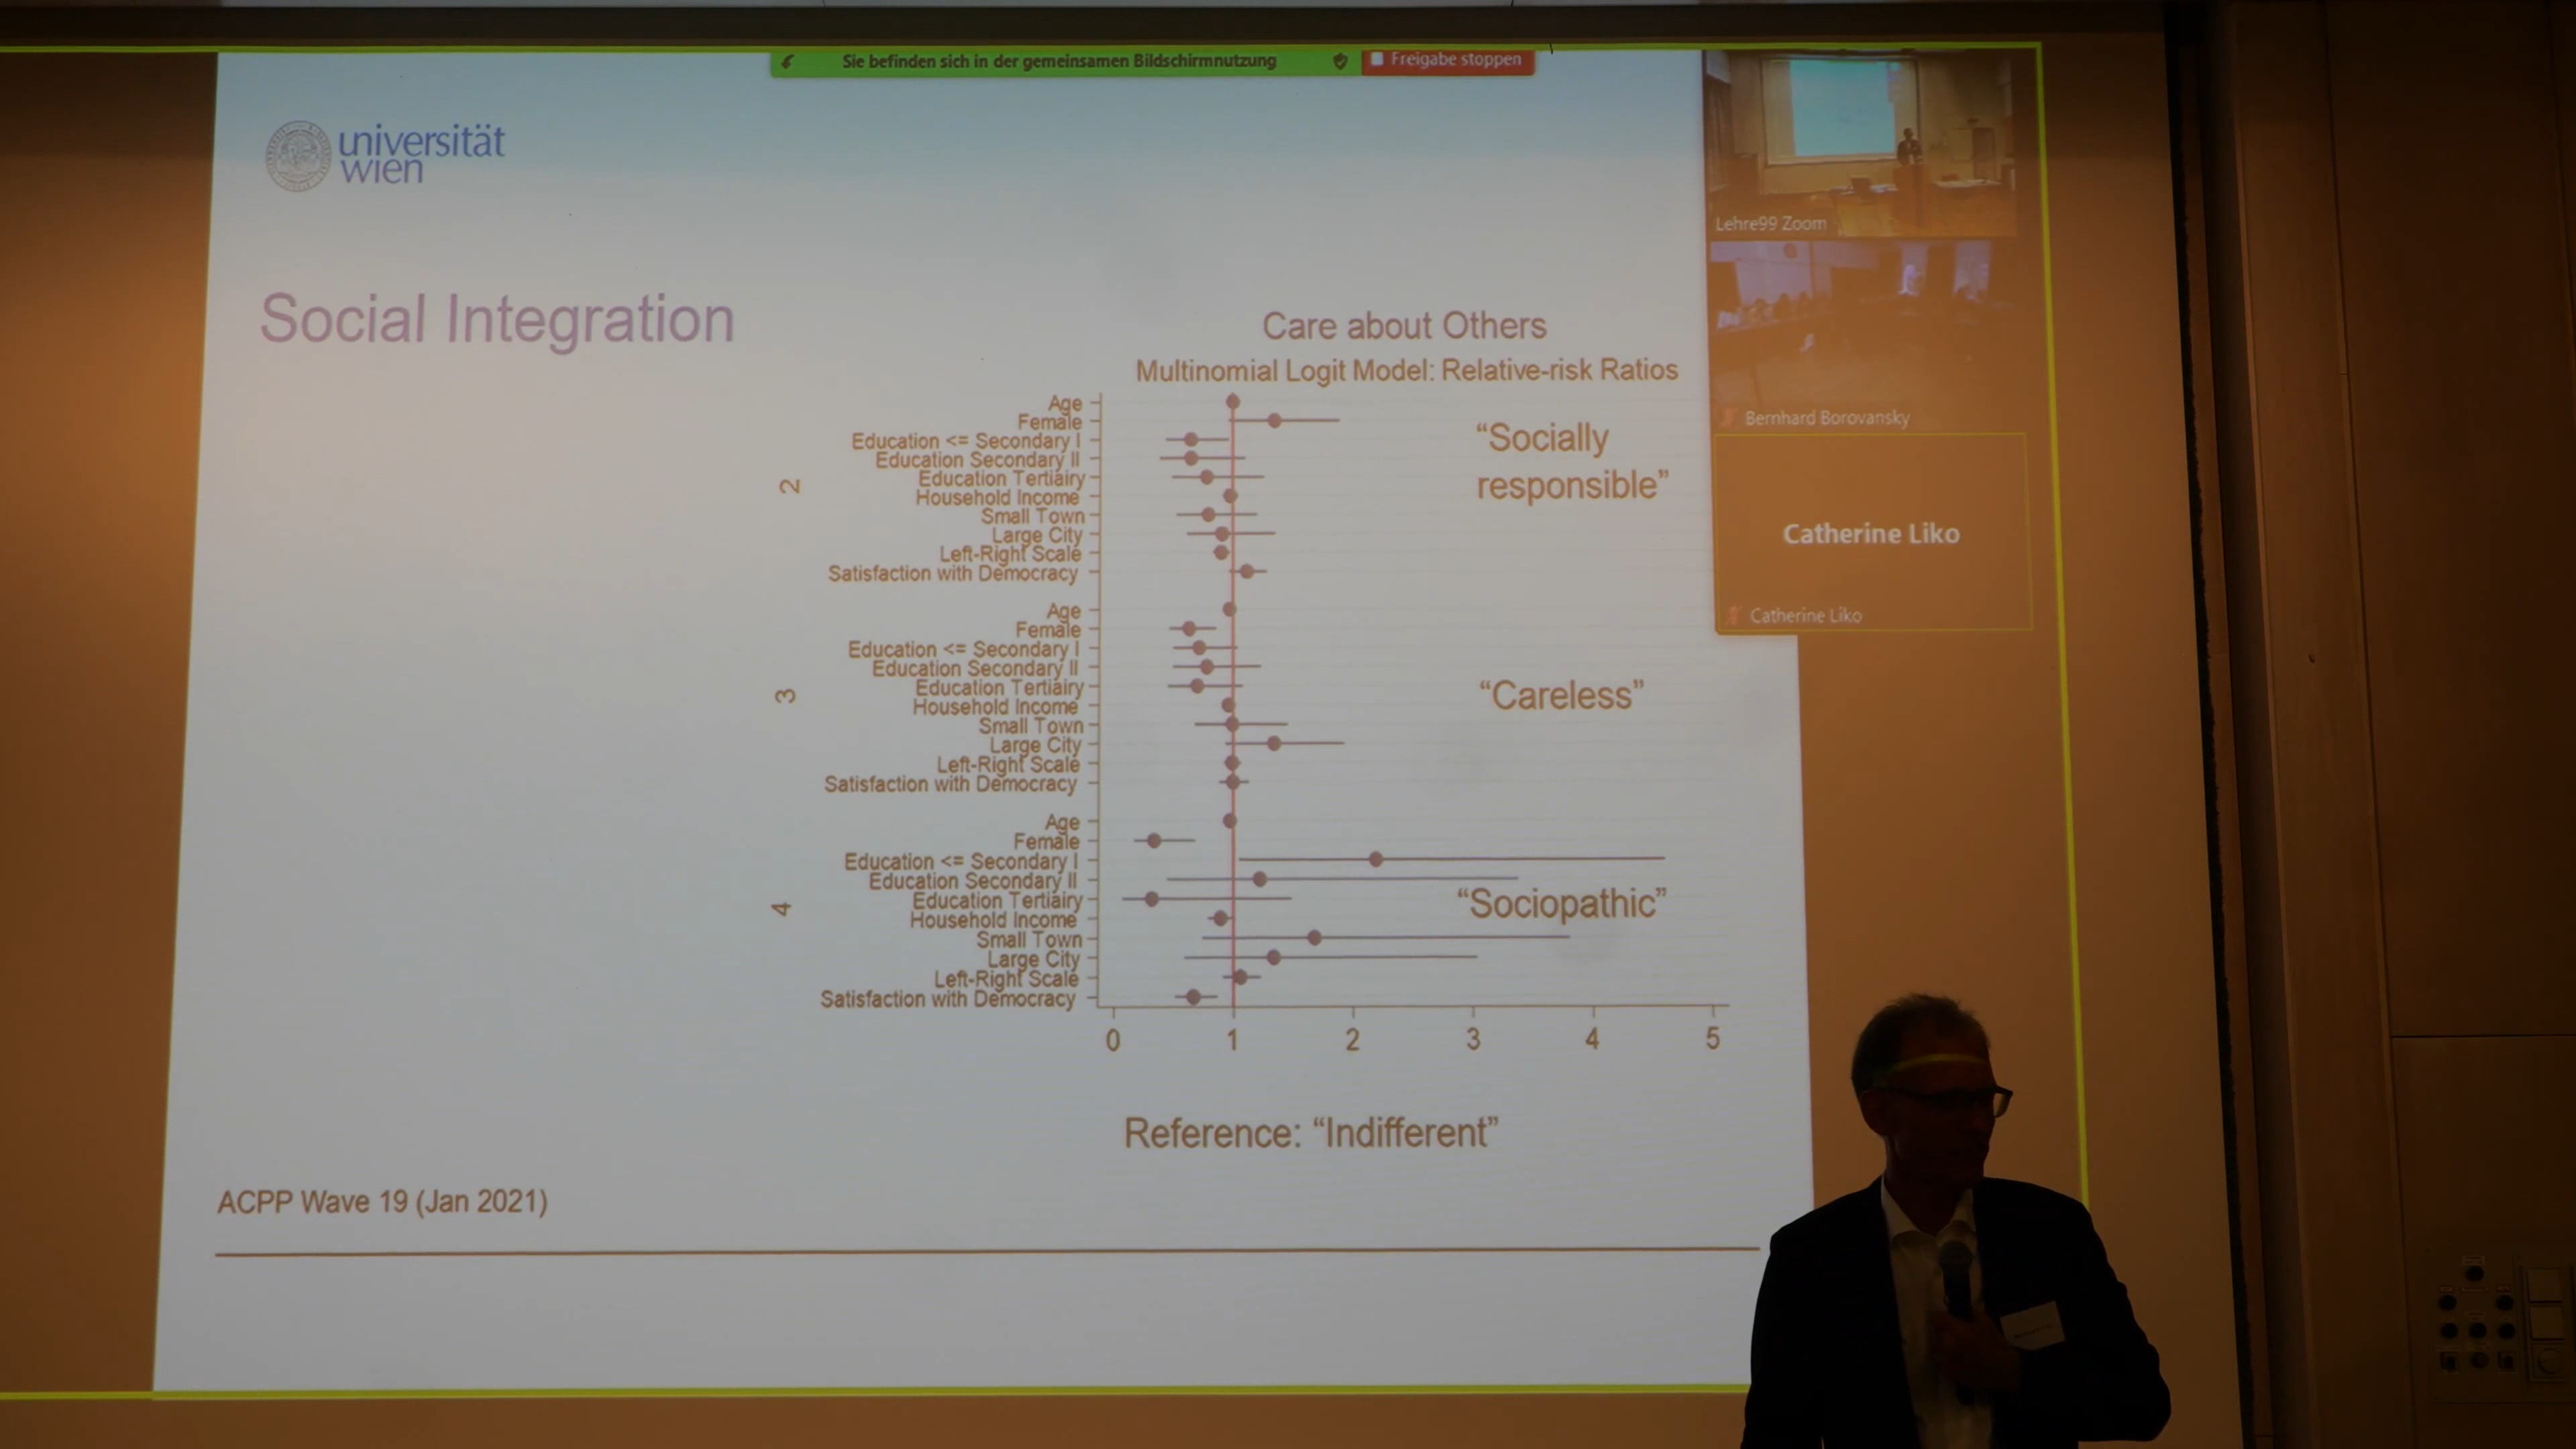 Sie befinden sich in der gemeinsamen Bildschirmnutzung
Freigabe stoppen
universität
wien
Social Integration
Care about Others
Multinomial Logit Model: Relative-risk Ratios
2
Age
Female
Education <= Secondary I
Education Secondary II
Education Tertiairy
Household Income
Small Town
Large City
Left-Right Scale
Satisfaction with Democracy
“Socially
responsible”
3
Age
Female
Education <= Secondary I
Education Secondary II
Education Tertiairy
Household Income
Small Town
Large City
Left-Right Scale
Satisfaction with Democracy
“Careless”
4
Age
Female
Education <= Secondary I
Education Secondary II
Education Tertiairy
Household Income
Small Town
Large City
Left-Right Scale
Satisfaction with Democracy
“Sociopathic”
0 1 2 3 4 5
Reference: “Indifferent”
ACPP Wave 19 (Jan 2021)
Lehre99 Zoom
Bernhard Borovansky
Catherine Liko
Catherine Liko